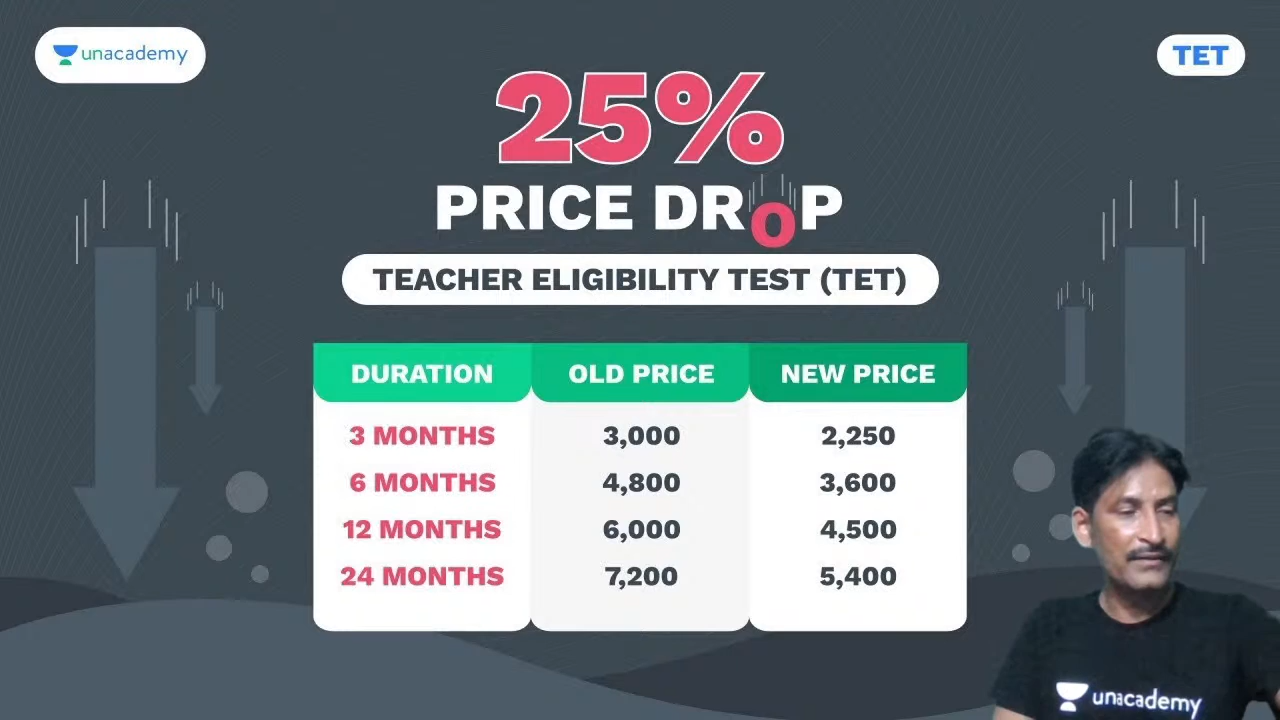 unacademy
TET
25%
PRICE DROP
TEACHER ELIGIBILITY TEST (TET)
DURATION OLD PRICE NEW PRICE
3 MONTHS 3,000 2,250
6 MONTHS 4,800 3,600
12 MONTHS 6,000 4,500
24 MONTHS 7,200 5,400
unacademy